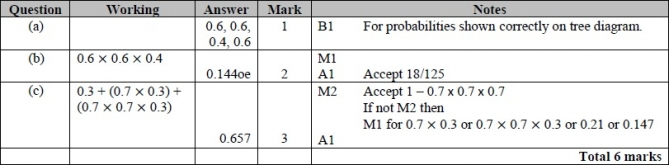 Question Working Answer Mark Notes
(a) 0.6, 0.6, 1 B1 For probabilities shown correctly on tree diagram.
0.4, 0.6
(b) 0.6 × 0.6 × 0.4 M1
0.144oe 2 A1 Accept 18/125
(c) 0.3 + (0.7 × 0.3) + M2 Accept 1 – 0.7 x 0.7 x 0.7
(0.7 × 0.7 × 0.3) If not M2 then
M1 for 0.7 × 0.3 or 0.7 × 0.7 × 0.3 or 0.21 or 0.147
0.657 3 A1
Total 6 marks